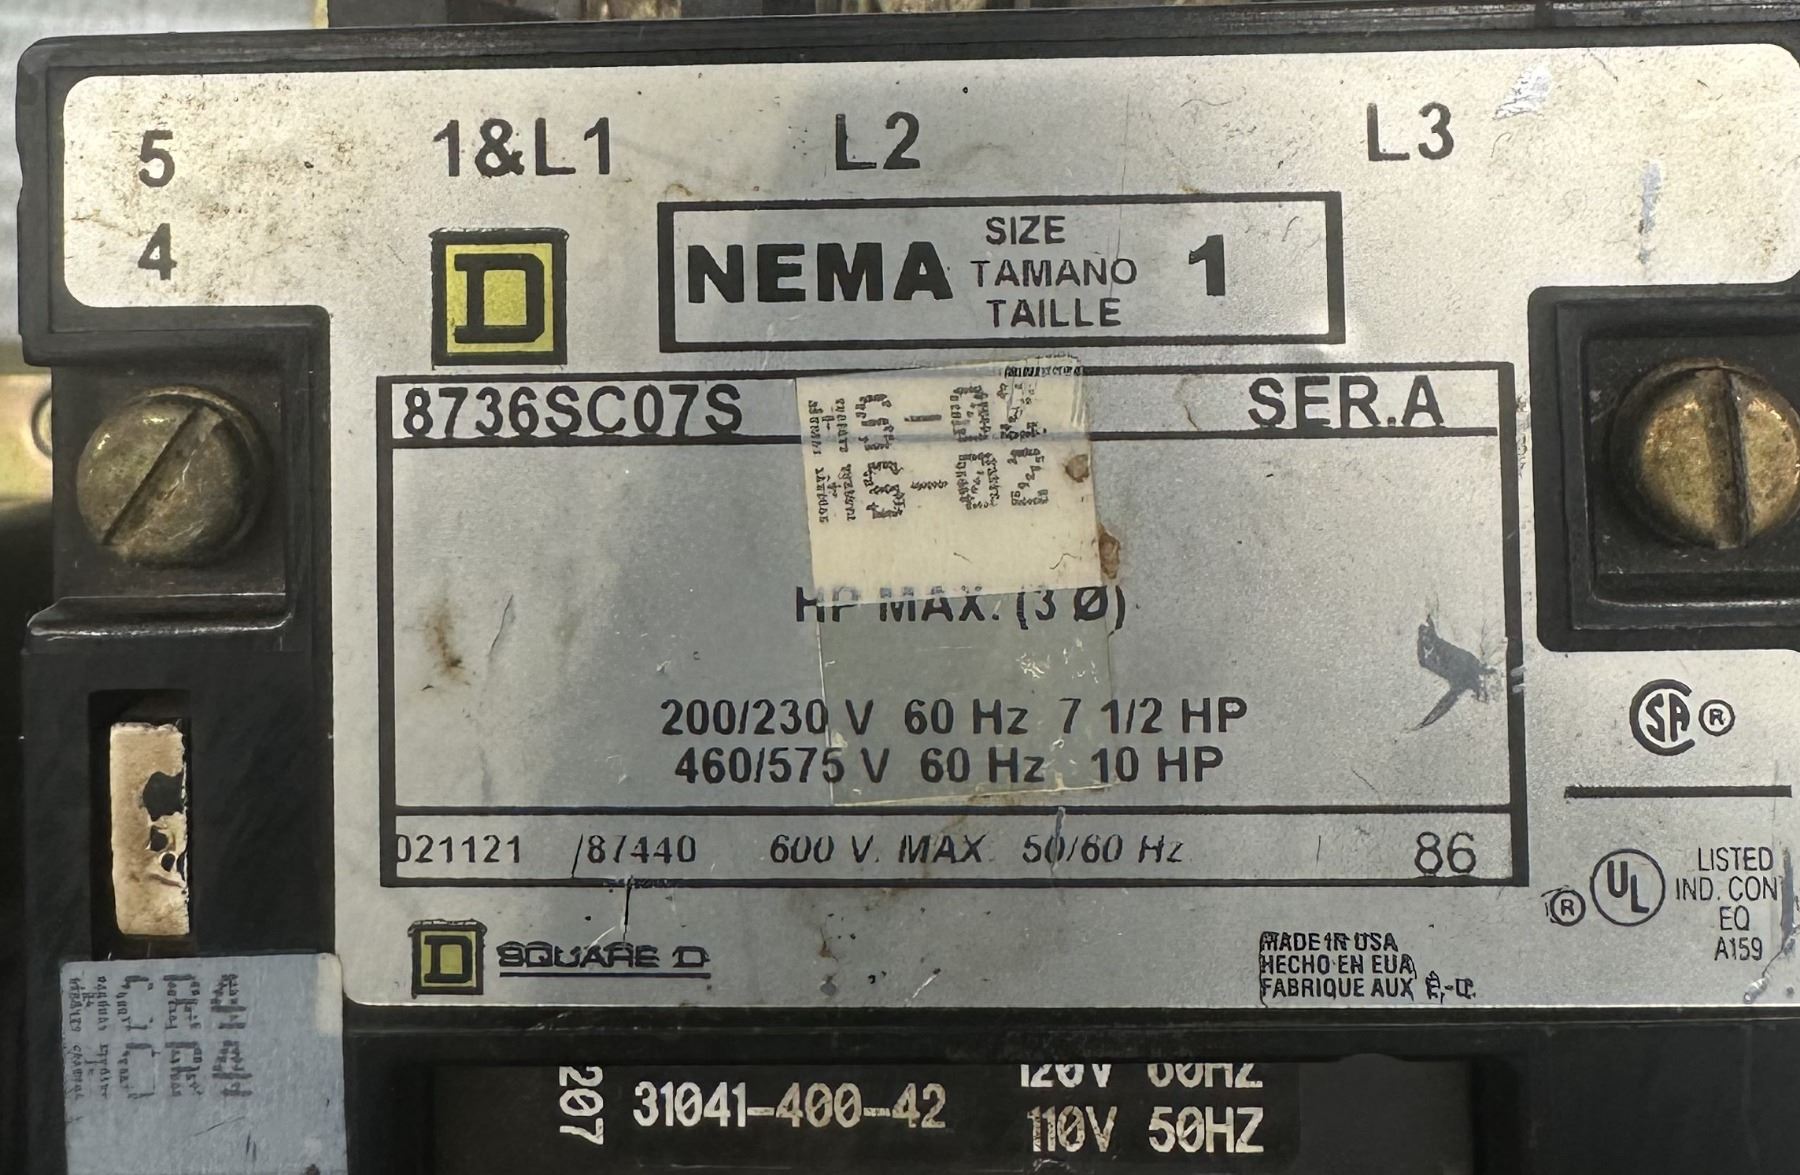 5
1&L1 L2 L3
4
D
NEMA SIZE TAMANO TAILLE 1
8736SC07S SER.A
HP MAX. (3 Ø)
200/230 V 60 Hz 7 1/2 HP
460/575 V 60 Hz 10 HP
021121 /87440 600 V. MAX. 50/60 Hz 86
SA ®
® UL LISTED
IND. CON
EQ
A159
D SQUARE D
MADE IN USA
HECHO EN EUA
FABRIQUE AUX É.-U.
207
31041-400-42
120V 60HZ
110V 50HZ